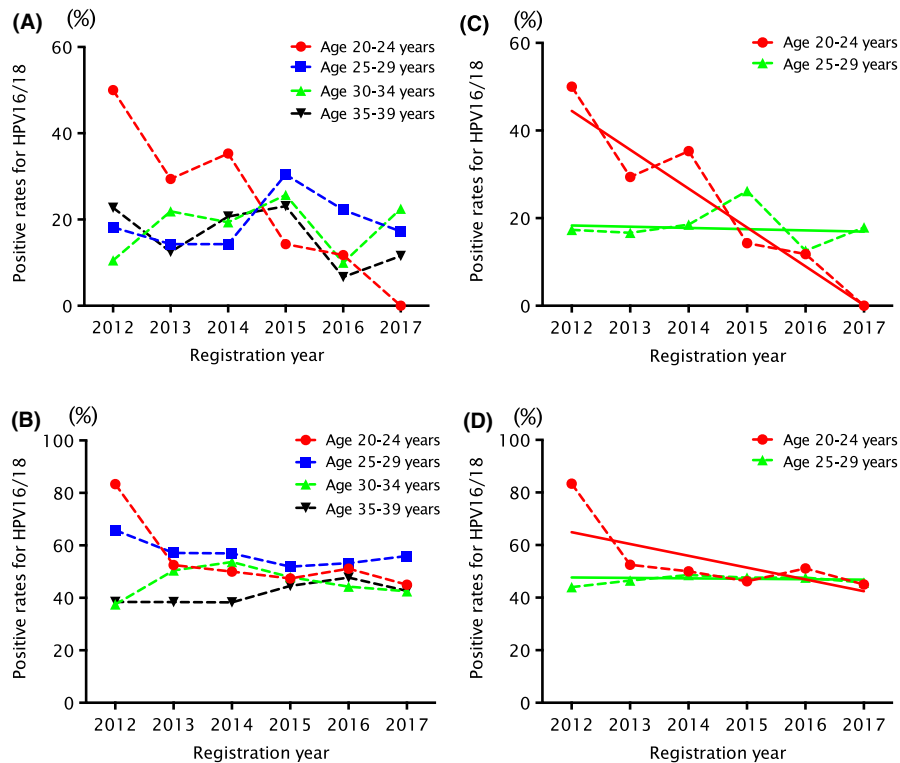 (A)
(%)
Positive rates for HPV16/18
60
40
20
0
Age 20-24 years
Age 25-29 years
Age 30-34 years
Age 35-39 years
2012 2013 2014 2015 2016 2017
Registration year
(C)
(%)
Positive rates for HPV16/18
60
40
20
0
Age 20-24 years
Age 25-29 years
2012 2013 2014 2015 2016 2017
Registration year
(B)
(%)
Positive rates for HPV16/18
100
80
60
40
20
0
Age 20-24 years
Age 25-29 years
Age 30-34 years
Age 35-39 years
2012 2013 2014 2015 2016 2017
Registration year
(D)
(%)
Positive rates for HPV16/18
100
80
60
40
20
0
Age 20-24 years
Age 25-29 years
2012 2013 2014 2015 2016 2017
Registration year